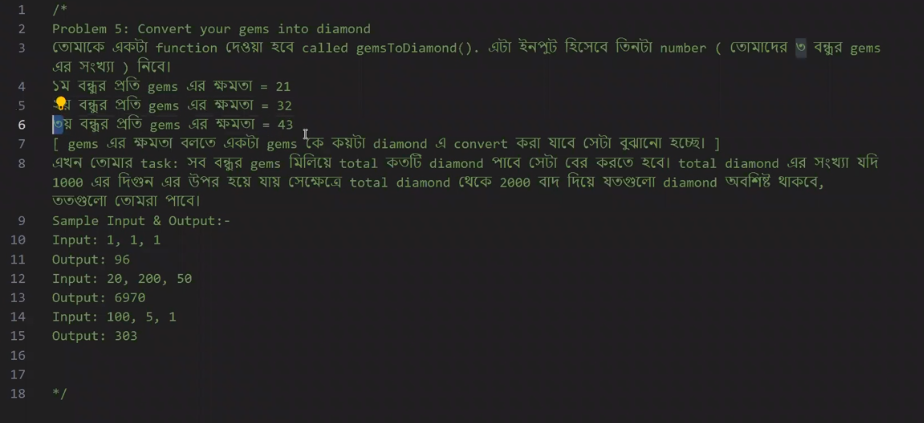 1 /*
2 Problem 5: Convert your gems into diamond
3 তোমাকে একটা function দেওয়া হবে called gemsToDiamond(). এটা ইনপুট হিসেবে তিনটা number ( তোমাদের ৩ বন্ধুর gems
এর সংখ্যা ) নিবে।
4 ১ম বন্ধুর প্রতি gems এর ক্ষমতা = 21
5 বন্ধুর প্রতি gems এর ক্ষমতা = 32
6 ৩য় বন্ধুর প্রতি gems এর ক্ষমতা = 43
7 [ gems এর ক্ষমতা বলতে একটা gems কে কয়টা diamond এ convert করা যাবে সেটা বুঝানো হচ্ছে। ]
8 এখন তোমার task: সব বন্ধুর gems মিলিয়ে total কতটি diamond পাবে সেটা বের করতে হবে। total diamond এর সংখ্যা যদি
1000 এর দিগুন এর উপর হয়ে যায় সেক্ষেত্রে total diamond থেকে 2000 বাদ দিয়ে যতগুলো diamond অবশিষ্ট থাকবে,
ততগুলো তোমরা পাবে।
9 Sample Input & Output:-
10 Input: 1, 1, 1
11 Output: 96
12 Input: 20, 200, 50
13 Output: 6970
14 Input: 100, 5, 1
15 Output: 303
16
17
18 */